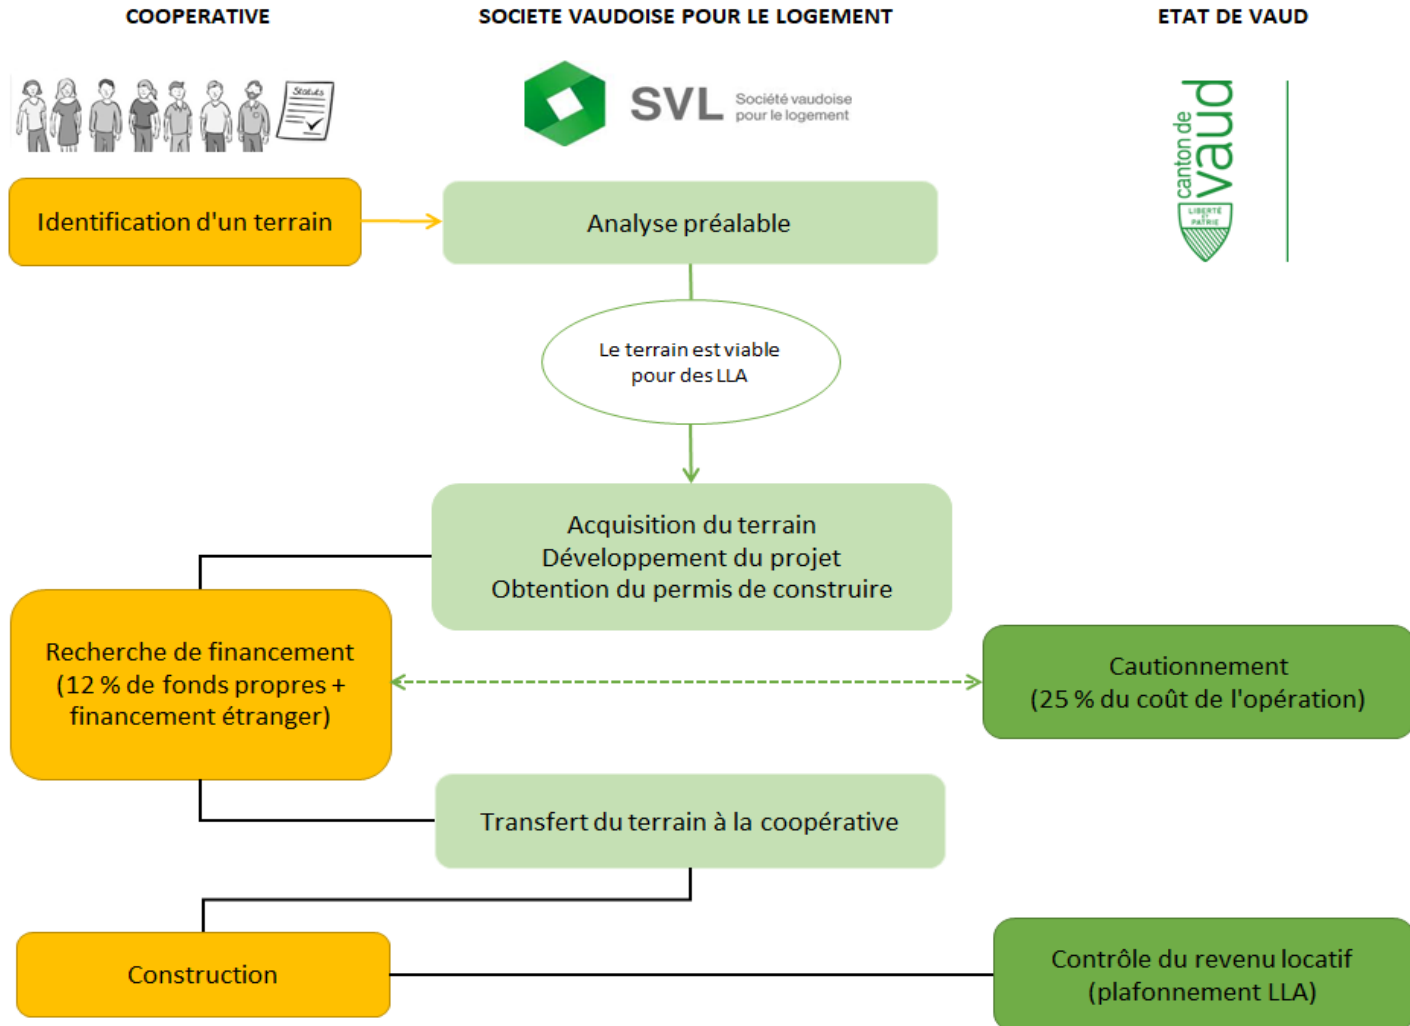 COOPERATIVE
SOCIETE VAUDOISE POUR LE LOGEMENT
ETAT DE VAUD
Statuts
SVL
Société vaudoise
pour le logement
canton de
vaud
LIBERTÉ
ET
PATRIE
Identification d'un terrain
Analyse préalable
Le terrain est viable
pour des LLA
Acquisition du terrain
Développement du projet
Obtention du permis de construire
Recherche de financement
(12 % de fonds propres +
financement étranger)
Cautionnement
(25 % du coût de l'opération)
Transfert du terrain à la coopérative
Construction
Contrôle du revenu locatif
(plafonnement LLA)